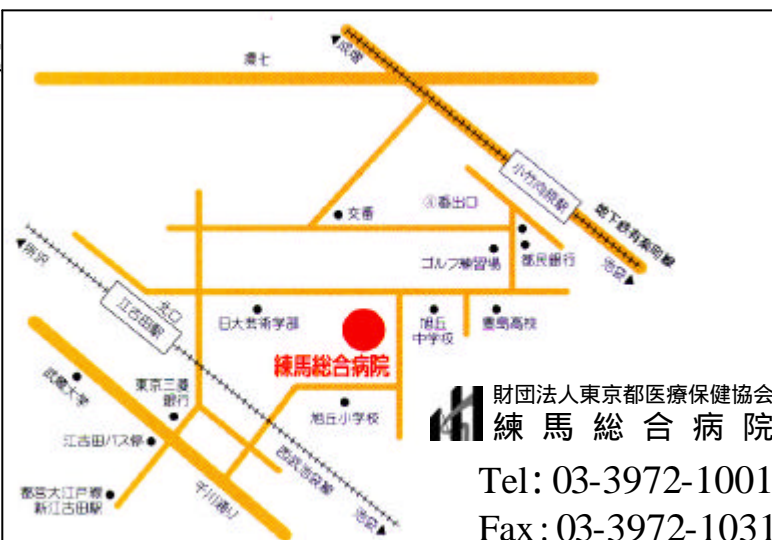 ▲成増
環七
小竹向原駅
地下鉄有楽町線
池袋▲
④番出口
交番
都民銀行
ゴルフ練習場
▲所沢
北口
江古田駅
日大芸術学部
旭丘
中学校
豊島高校
練馬総合病院
武蔵大学
東京三菱
銀行
旭丘小学校
江古田バス停
西武池袋線
都営大江戸線
新江古田駅
千川通り
池袋▲
財団法人東京都医療保健協会
練馬総合病院
Tel: 03-3972-1001
Fax: 03-3972-1031